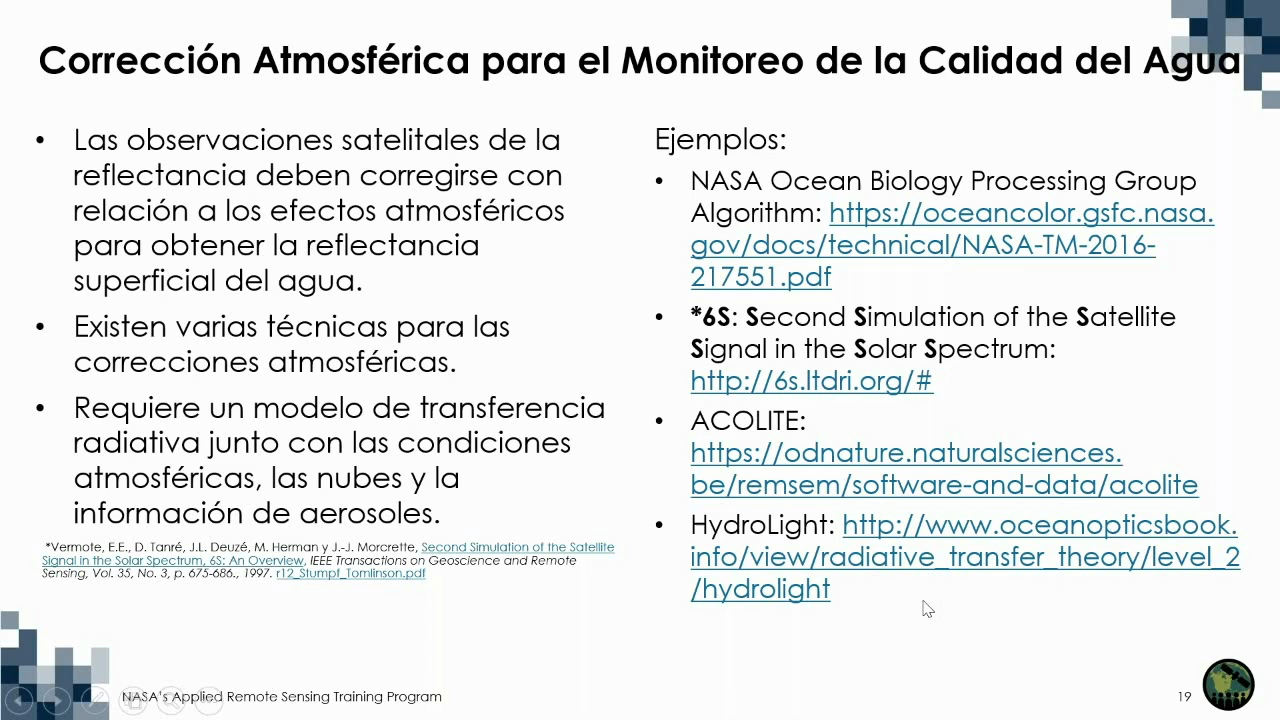 Corrección Atmosférica para el Monitoreo de la Calidad del Agua
• Las observaciones satelitales de la
reflectancia deben corregirse con
relación a los efectos atmosféricos
para obtener la reflectancia
superficial del agua.
• Existen varias técnicas para las
correcciones atmosféricas.
• Requiere un modelo de transferencia
radiativa junto con las condiciones
atmosféricas, las nubes y la
información de aerosoles.
*Vermote, E.E., D. Tanré, J.L. Deuzé, M. Herman y J.-J. Morcrette, Second Simulation of the Satellite
Signal in the Solar Spectrum, 6S: An Overview, IEEE Transactions on Geoscience and Remote
Sensing, Vol. 35, No. 3, p. 675-686., 1997. r12_Stumpf_Tomlinson.pdf
Ejemplos:
• NASA Ocean Biology Processing Group
Algorithm: https://oceancolor.gsfc.nasa.
gov/docs/technical/NASA-TM-2016-
217551.pdf
• *6S: Second Simulation of the Satellite
Signal in the Solar Spectrum:
http://6s.ltdri.org/#
• ACOLITE:
https://odnature.naturalsciences.
be/remsem/software-and-data/acolite
• HydroLight: http://www.oceanopticsbook.
info/view/radiative_transfer_theory/level_2
/hydrolight
NASA's Applied Remote Sensing Training Program
19